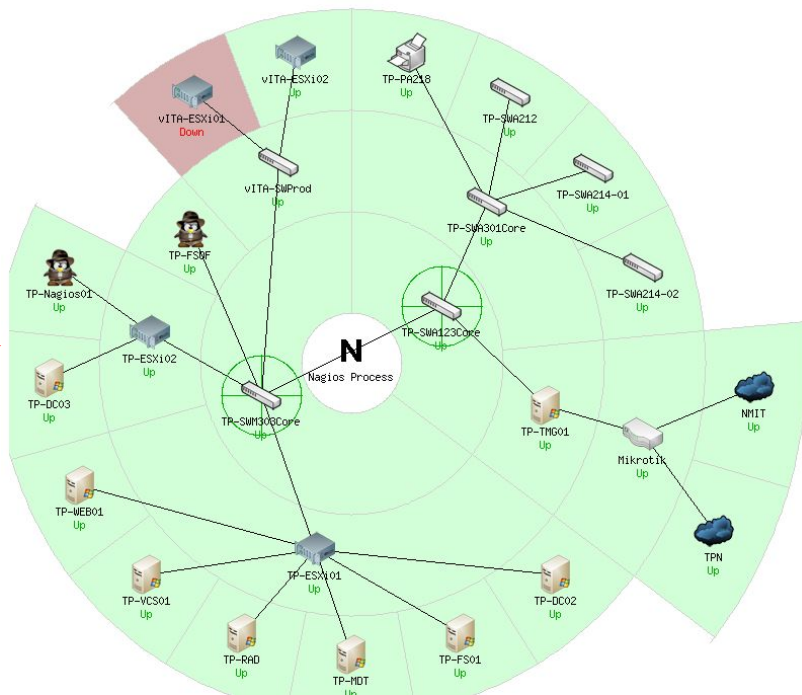 vITA-ESXi02
Up
TP-PA218
Up
vITA-ESXi01
Down
TP-SWA212
Up
vITA-SWProd
Up
TP-SWA214-01
Up
TP-SWA301Core
Up
TP-FS0F
Up
TP-Nagios01
Up
TP-SWA214-02
Up
TP-SWA123Core
Up
TP-ESXi02
Up
N
Nagios Process
TP-DC03
Up
TP-SWM303Core
Up
NMIT
Up
TP-TMG01
Up
Mikrotik
Up
TP-WEB01
Up
TPN
Up
TP-ESXi01
Up
TP-VCS01
Up
TP-DC02
Up
TP-RAD
Up
TP-MDT
Up
TP-FS01
Up